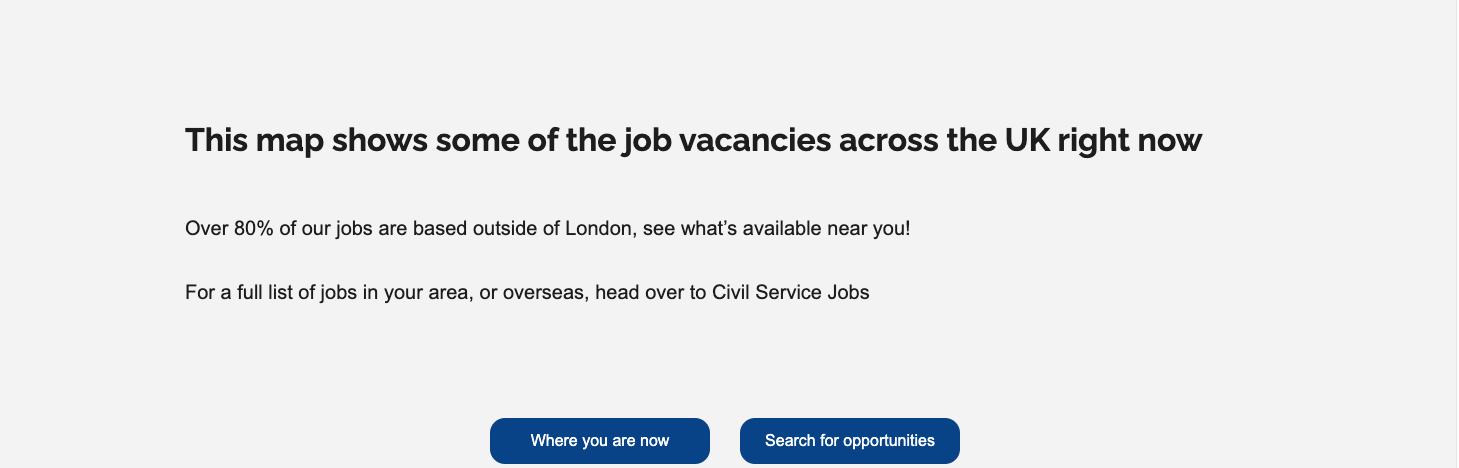 This map shows some of the job vacancies across the UK right now
Over 80% of our jobs are based outside of London, see what’s available near you!
For a full list of jobs in your area, or overseas, head over to Civil Service Jobs
Where you are now
Search for opportunities